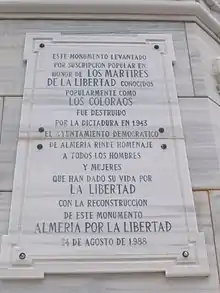 ESTE MONUMENTO LEVANTADO
POR SUSCRIPCION POPULAR EN
HONOR DE LOS MARTIRES
DE LA LIBERTAD CONOCIDOS
POPULARMENTE COMO
LOS COLORAOS
FUE DESTRUIDO
POR LA DICTADURA EN 1943
EL AYUNTAMIENTO DEMOCRATICO
DE ALMERIA RINDE HOMENAJE
A TODOS LOS HOMBRES
Y MUJERES
QUE HAN DADO SU VIDA POR
LA LIBERTAD
CON LA RECONSTRUCCION
DE ESTE MONUMENTO
ALMERIA POR LA LIBERTAD
24 DE AGOSTO DE 1988